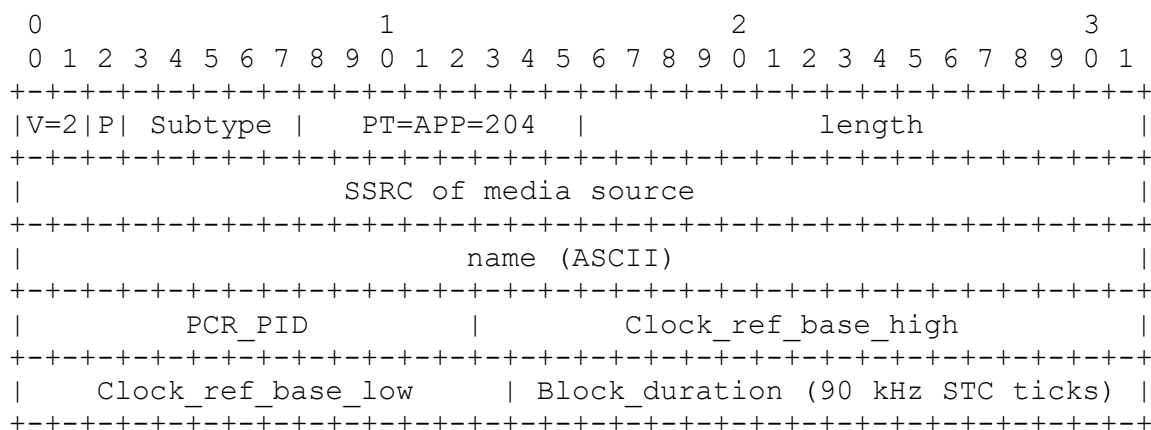 0                   1                   2                   3
 0 1 2 3 4 5 6 7 8 9 0 1 2 3 4 5 6 7 8 9 0 1 2 3 4 5 6 7 8 9 0 1
+-+-+-+-+-+-+-+-+-+-+-+-+-+-+-+-+-+-+-+-+-+-+-+-+-+-+-+-+-+-+-+-+
|V=2|P| Subtype |   PT=APP=204  |             length            |
+-+-+-+-+-+-+-+-+-+-+-+-+-+-+-+-+-+-+-+-+-+-+-+-+-+-+-+-+-+-+-+-+
|                  SSRC of media source                         |
+-+-+-+-+-+-+-+-+-+-+-+-+-+-+-+-+-+-+-+-+-+-+-+-+-+-+-+-+-+-+-+-+
|                         name (ASCII)                          |
+-+-+-+-+-+-+-+-+-+-+-+-+-+-+-+-+-+-+-+-+-+-+-+-+-+-+-+-+-+-+-+-+
|         PCR_PID         |        Clock_ref_base_high          |
+-+-+-+-+-+-+-+-+-+-+-+-+-+-+-+-+-+-+-+-+-+-+-+-+-+-+-+-+-+-+-+-+
|    Clock_ref_base_low     | Block_duration (90 kHz STC ticks) |
+-+-+-+-+-+-+-+-+-+-+-+-+-+-+-+-+-+-+-+-+-+-+-+-+-+-+-+-+-+-+-+-+